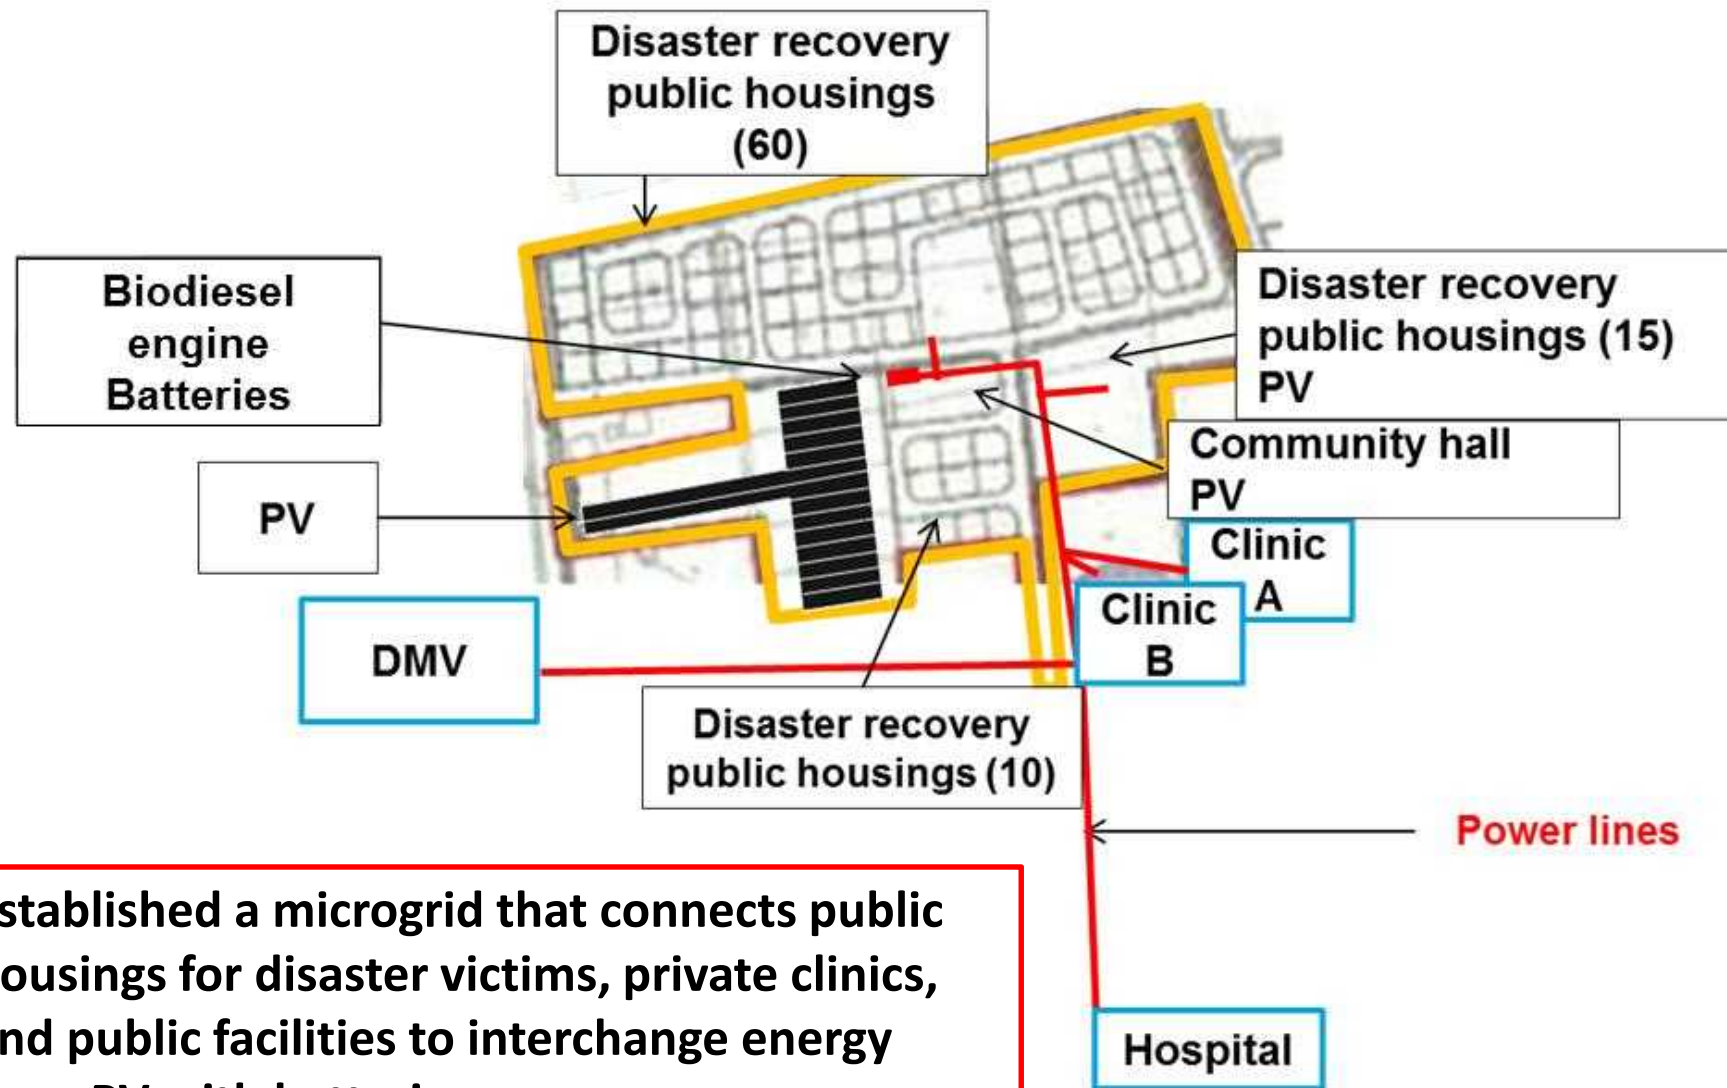 Disaster recovery
public housings
(60)
Biodiesel
engine
Batteries
Disaster recovery
public housings (15)
PV
Community hall
PV
PV
Clinic
A
Clinic
B
DMV
Disaster recovery
public housings (10)
Power lines
stablished a microgrid that connects public
ousings for disaster victims, private clinics,
nd public facilities to interchange energy
Hospital